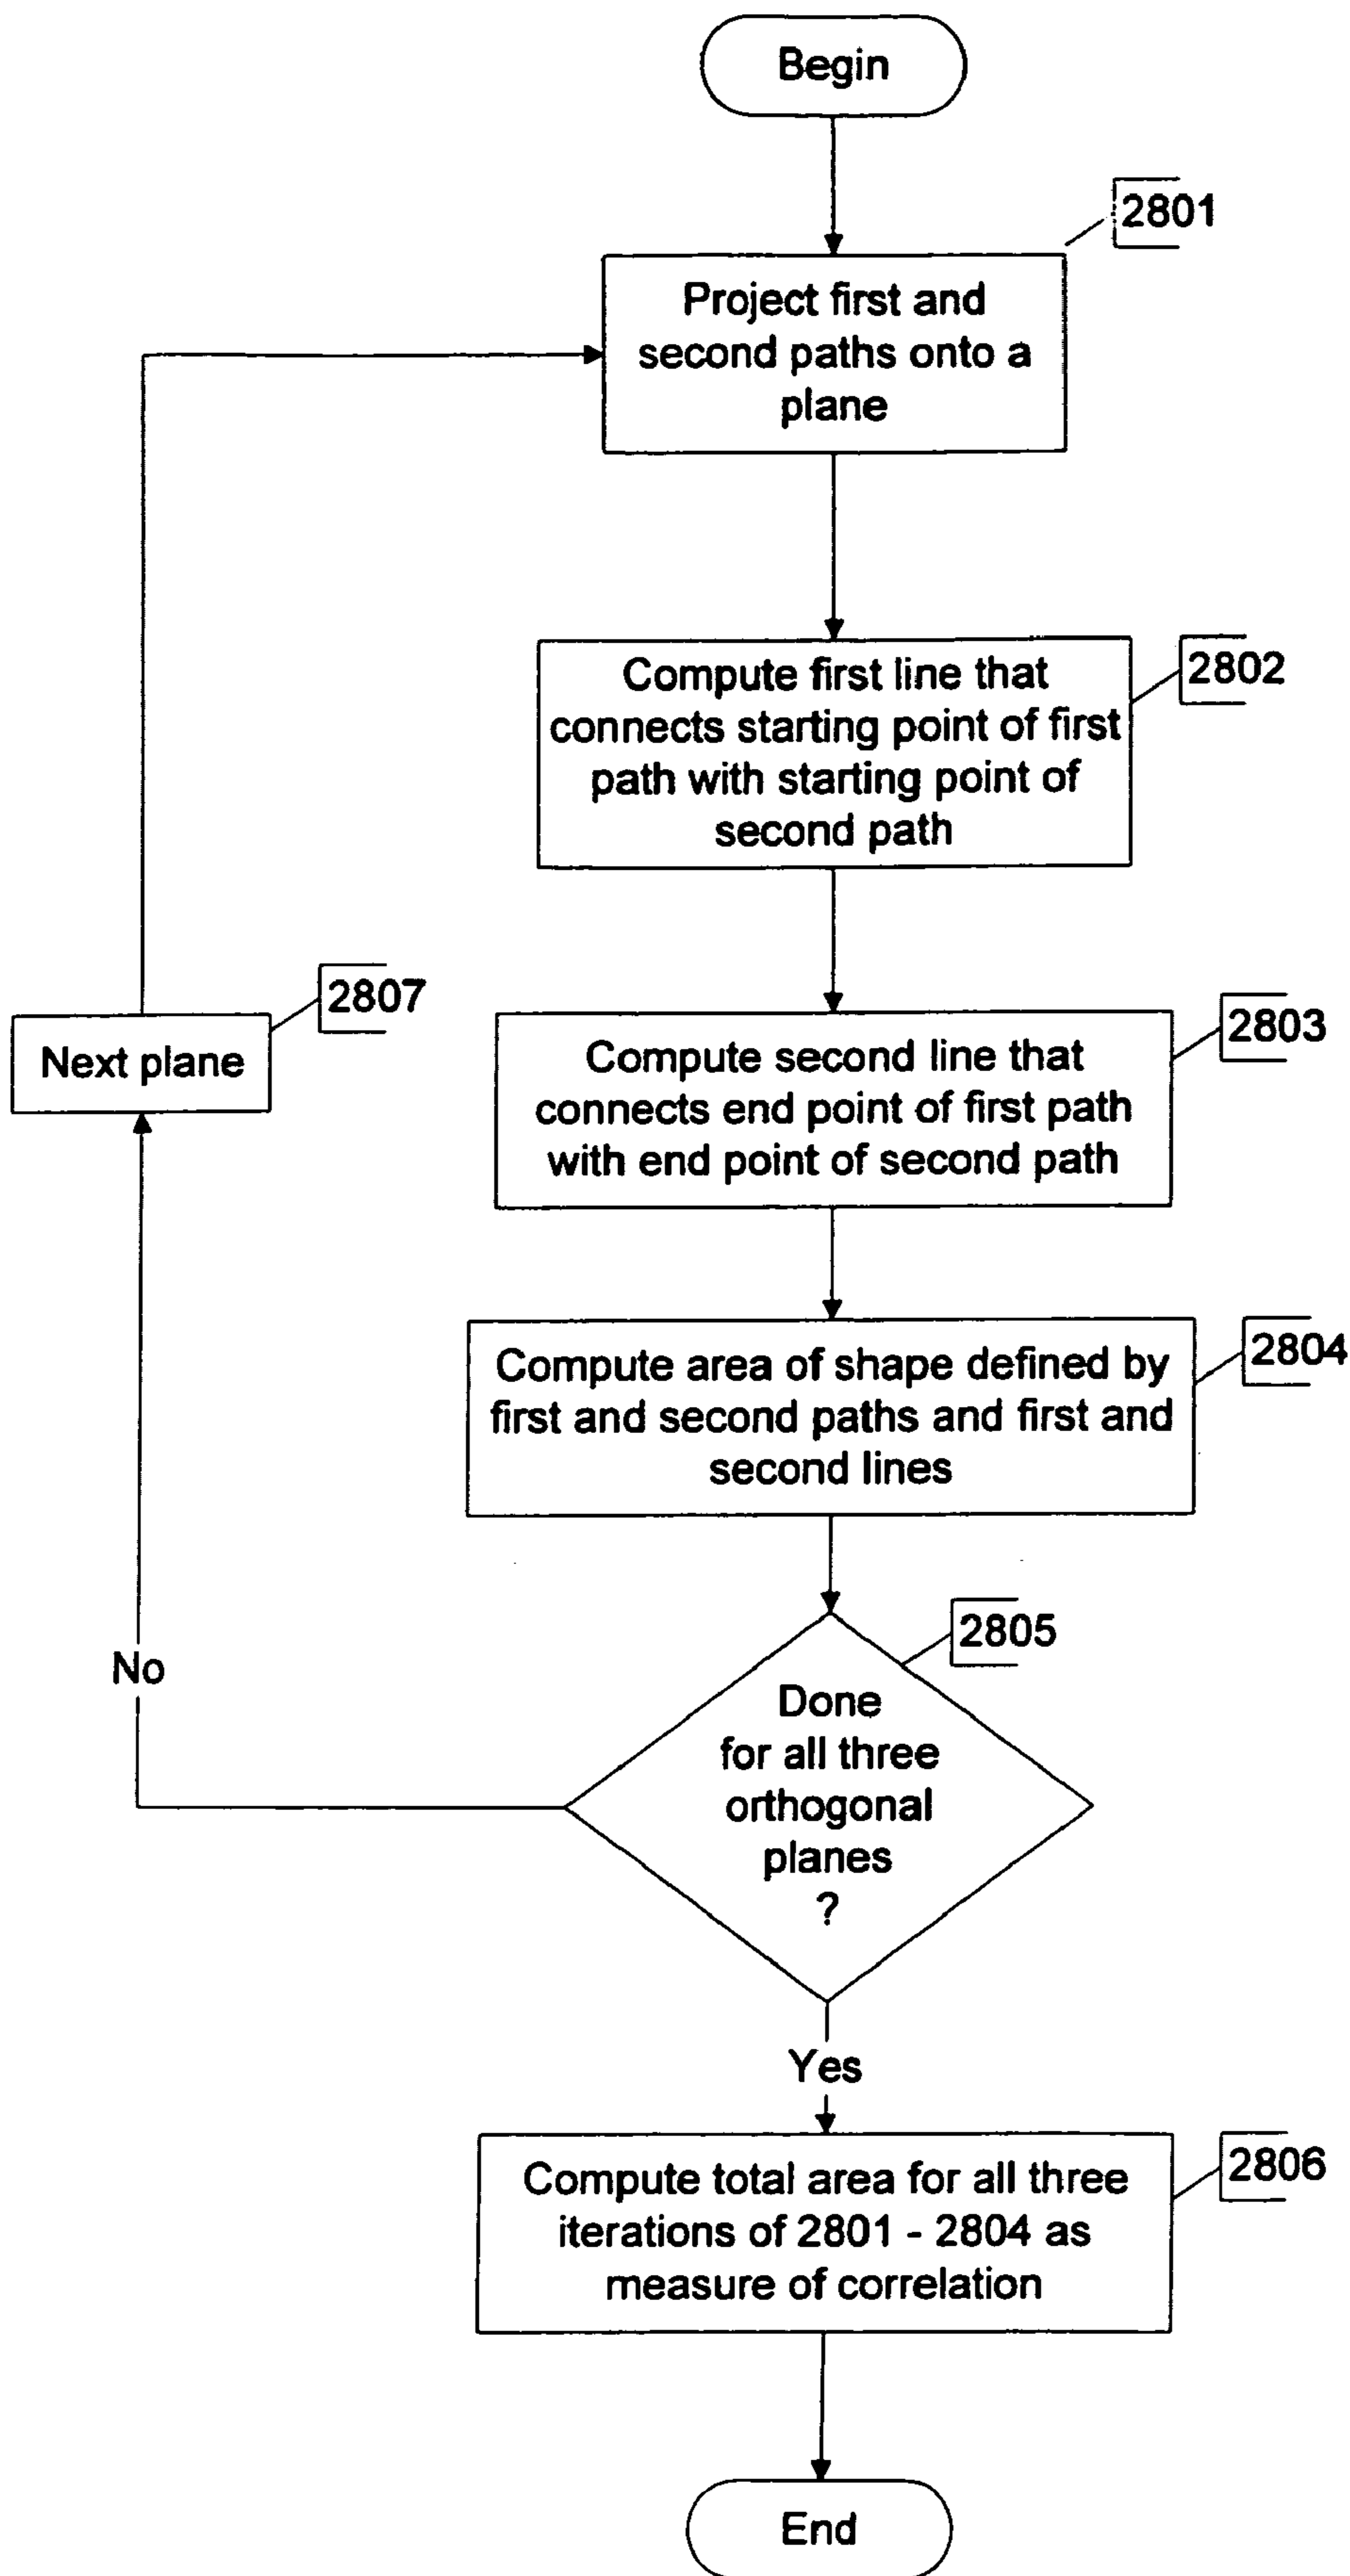 Begin
2801
Project first and
second paths onto a
plane
2802
Compute first line that
connects starting point of first
path with starting point of
second path
2807
Next plane
2803
Compute second line that
connects end point of first path
with end point of second path
2804
Compute area of shape defined by
first and second paths and first and
second lines
2805
Done
for all three
orthogonal
planes
?
No
Yes
2806
Compute total area for all three
iterations of 2801 - 2804 as
measure of correlation
End